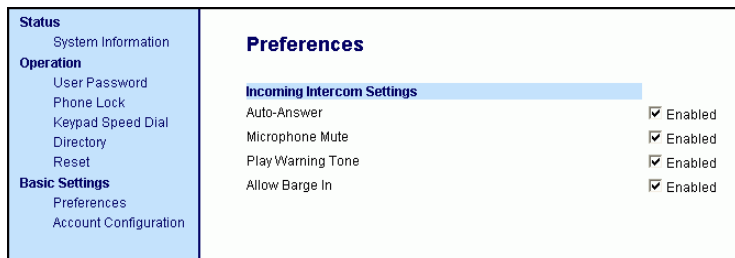 Status
System Information
Operation
User Password
Phone Lock
Keypad Speed Dial
Directory
Reset
Basic Settings
Preferences
Account Configuration
Preferences
Incoming Intercom Settings
Auto-Answer Enabled
Microphone Mute Enabled
Play Warning Tone Enabled
Allow Barge In Enabled